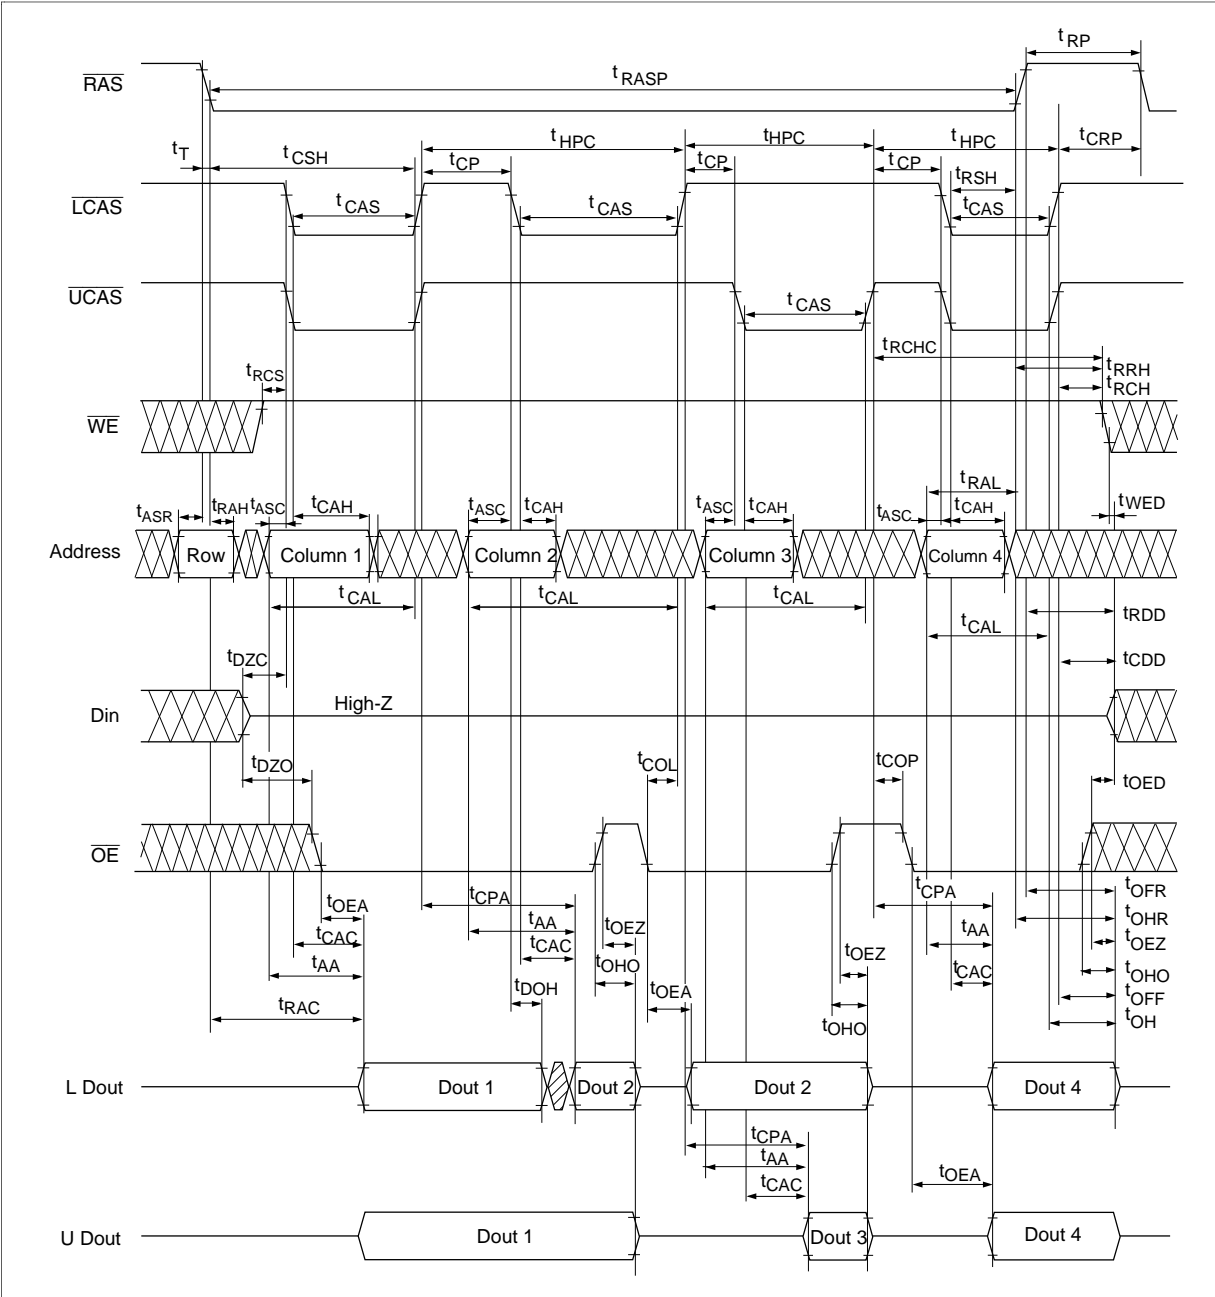 tRP
RAS
tRASP
tT
tCSH
tHPC
tHPC
tHPC
tCRP
tCP
tCP
tCP
tRSH
LCAS
tCAS
tCAS
tCAS
UCAS
tCAS
tRCHC
tRCS
tRRH
tRCH
WE
tRAL
tASR
tRAH
tASC
tCAH
tASC
tCAH
tASC
tCAH
tASC
tCAH
tWED
Address
Row
Column 1
Column 2
Column 3
Column 4
tCAL
tCAL
tCAL
tRDD
tCAL
tDZC
tCDD
Din
High-Z
tDZO
tCOL
tCOP
tOED
OE
tOEA
tCPA
tCPA
tOFR
tCAC
tAA
tOEZ
tAA
tOHR
tAA
tCAC
tOHO
tOEZ
tCAC
tOEZ
tDOH
tOEA
tOHO
tRAC
tOHO
tOFF
tOH
L Dout
Dout 1
Dout 2
Dout 2
Dout 4
tCPA
tAA
tCAC
tOEA
U Dout
Dout 1
Dout 3
Dout 4